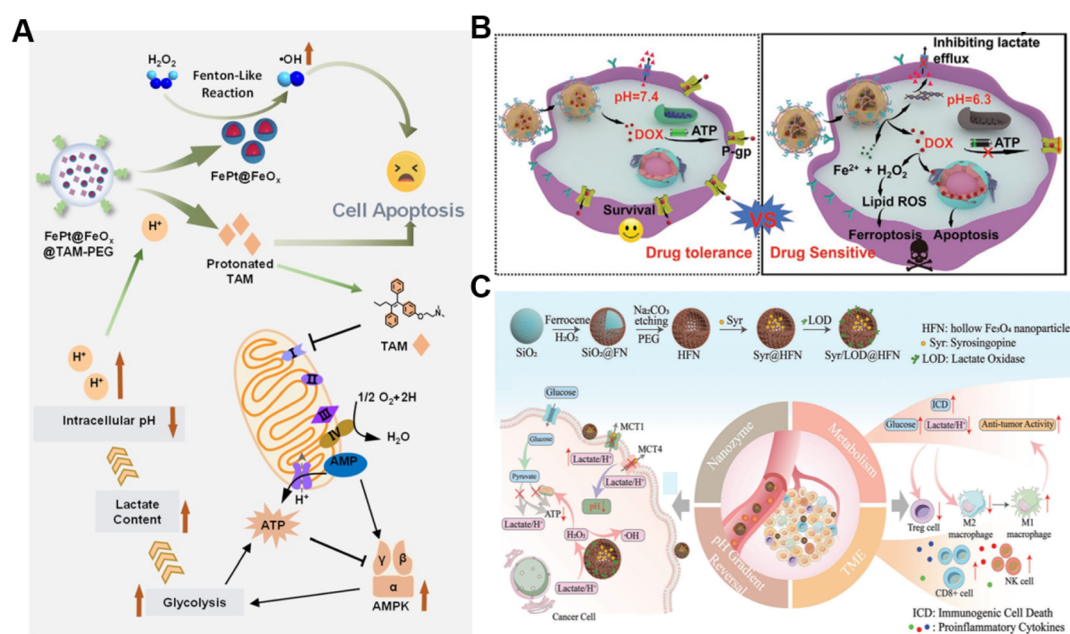 A
H₂O₂
•OH
Fenton-Like
Reaction
FePt@FeOₓ
FePt@FeOₓ
@TAM-PEG
H⁺
Cell Apoptosis
Protonated
TAM
TAM
H⁺
H⁺
Intracellular pH
Lactate
Content
Glycolysis
I
II
III
IV
1/2 O₂+2H
H₂O
AMP
H⁺
ATP
γ
β
α
AMPK
B
pH=7.4
DOX
ATP
P-gp
Survival
Drug tolerance
VS
Inhibiting lactate
efflux
pH=6.3
DOX
ATP
Fe²⁺ + H₂O₂
Lipid ROS
Ferroptosis
Apoptosis
Drug Sensitive
C
SiO₂
Ferrocene
H₂O₂
SiO₂@FN
Na₂CO₃
etching
PEG
HFN
Syr
Syr@HFN
LOD
Syr/LOD@HFN
HFN: hollow Fe₃O₄ nanoparticle
Syr: Syrosingopine
LOD: Lactate Oxidase
Glucose
Glucose
Pyruvate
Lactate/H⁺
ATP
MCT1
Lactate/H⁺
MCT4
Lactate/H⁺
pH
H₂O₂
•OH
Lactate/H⁺
Cancer Cell
Nanozyme
Metabolism
pH Gradient
Reversal
TME
ICD
Glucose
Lactate/H⁺
Anti-tumor Activity
Treg cell
M2
macrophage
M1
macrophage
CD8+ cell
NK cell
ICD: Immunogenic Cell Death
: Proinflammatory Cytokines